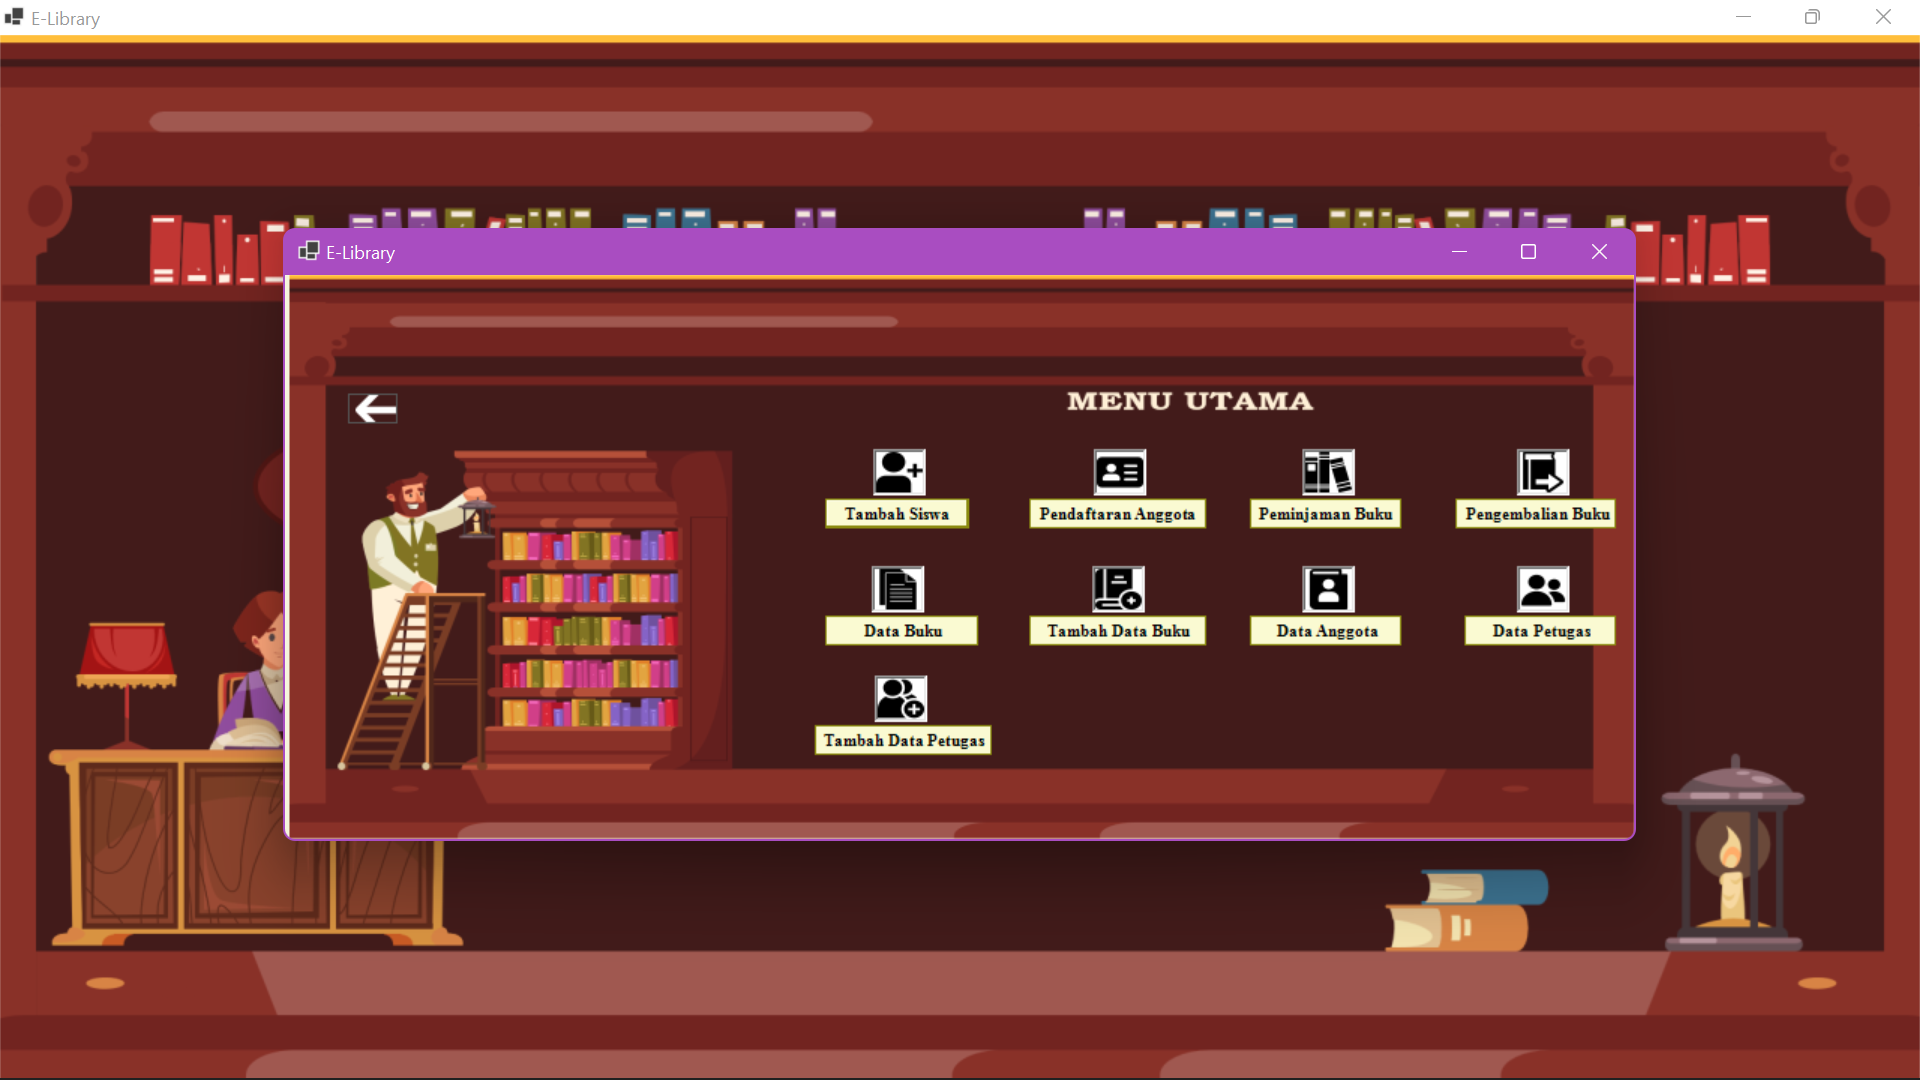 E-Library
E-Library
MENU UTAMA
Tambah Siswa
Pendaftaran Anggota
Peminjaman Buku
Pengembalian Buku
Data Buku
Tambah Data Buku
Data Anggota
Data Petugas
Tambah Data Petugas